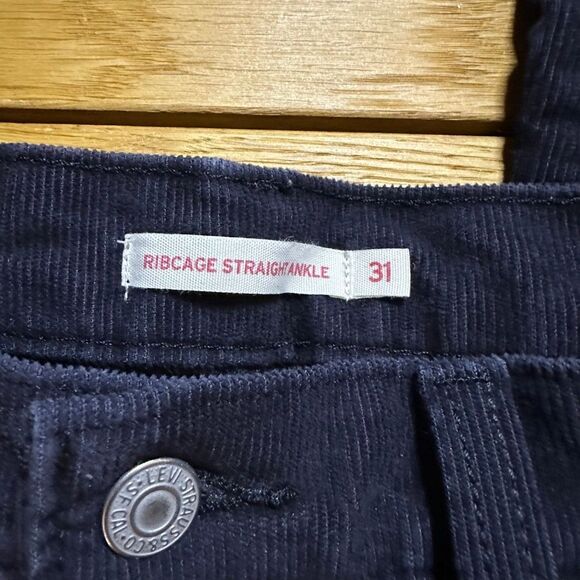 RIBCAGE STRAIGHT ANKLE 31
LEVI STRAUSS & CO. S.F. CAL.